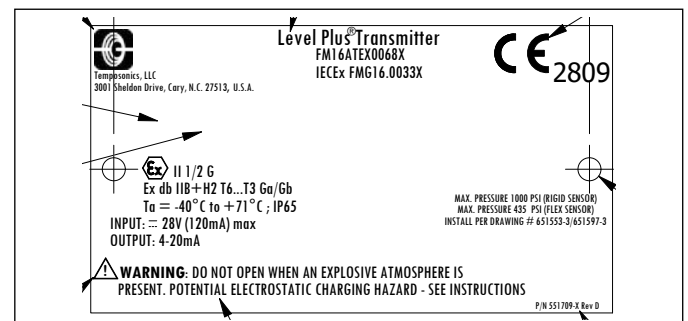 Level Plus® Transmitter
FM16ATEX0068X
IECEx FMG16.0033X
CE 2809
Temposonics, LLC
3001 Sheldon Drive, Cary, N.C. 27513, U.S.A.
Ex II 1/2 G
Ex db IIB+H2 T6...T3 Ga/Gb
Ta = -40°C to +71°C ; IP65
INPUT: ⎓ 28V (120mA) max
OUTPUT: 4-20mA
MAX. PRESSURE 1000 PSI (RIGID SENSOR)
MAX. PRESSURE 435 PSI (FLEX SENSOR)
INSTALL PER DRAWING # 651553-3/651597-3
WARNING: DO NOT OPEN WHEN AN EXPLOSIVE ATMOSPHERE IS
PRESENT. POTENTIAL ELECTROSTATIC CHARGING HAZARD - SEE INSTRUCTIONS
P/N 551709-X Rev D